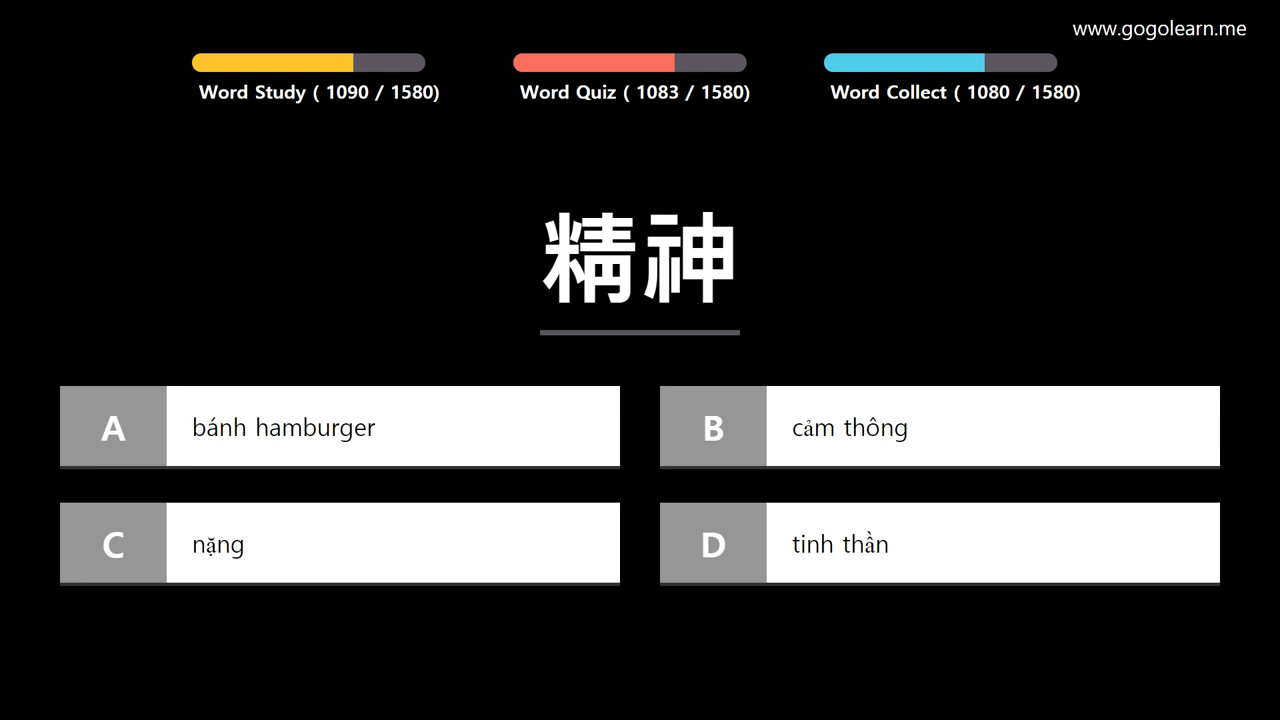 www.gogolearn.me
Word Study ( 1090 / 1580)
Word Quiz ( 1083 / 1580)
Word Collect ( 1080 / 1580)
精神
A bánh hamburger
B cảm thông
C nặng
D tinh thần